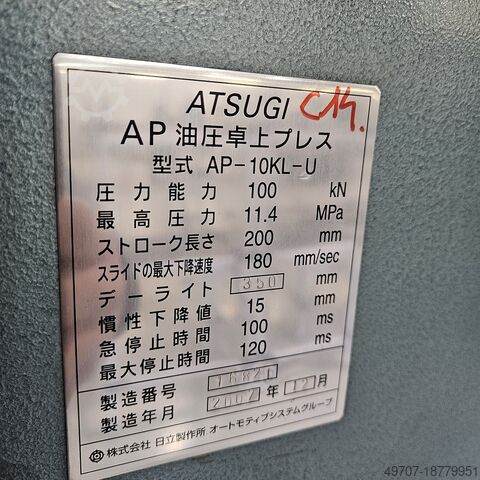 ATSUGI C14.
AP 油圧卓上プレス
型式 AP-10KL-U
圧力能力 100 kN
最高圧力 11.4 MPa
ストローク長さ 200 mm
スライドの最大下降速度 180 mm/sec
デーライト 350 mm
慣性下降値 15 mm
急停止時間 100 ms
最大停止時間 120 ms
製造番号
製造年月 2002 年 12 月
株式会社 日立製作所 オートモティブシステムグループ
49707-18779951